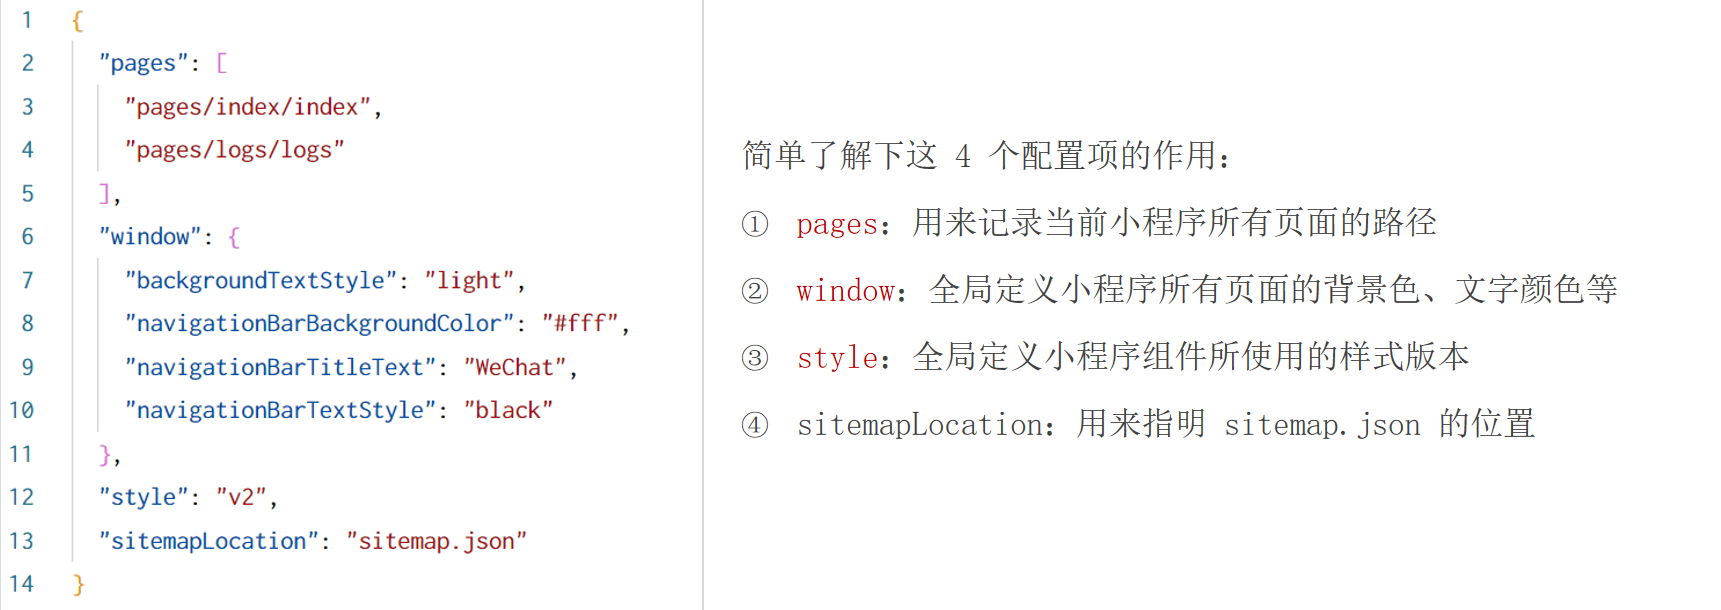 1 {
2 "pages": [
3 "pages/index/index",
4 "pages/logs/logs"
5 ],
6 "window": {
7 "backgroundTextStyle": "light",
8 "navigationBarBackgroundColor": "#fff",
9 "navigationBarTitleText": "WeChat",
10 "navigationBarTextStyle": "black"
11 },
12 "style": "v2",
13 "sitemapLocation": "sitemap.json"
14 }
简单了解下这 4 个配置项的作用：
① pages：用来记录当前小程序所有页面的路径
② window：全局定义小程序所有页面的背景色、文字颜色等
③ style：全局定义小程序组件所使用的样式版本
④ sitemapLocation：用来指明 sitemap.json 的位置